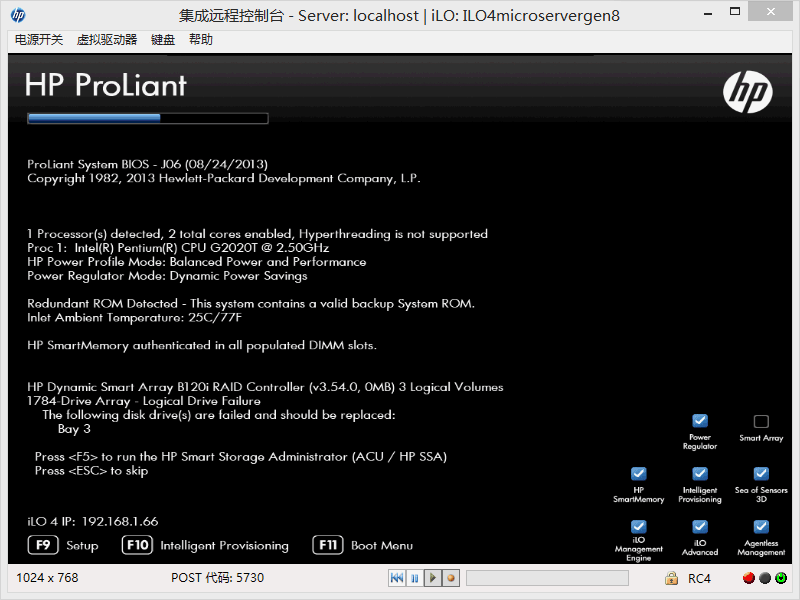 hp
集成远程控制台 - Server: localhost | iLO: ILO4microservergen8
电源开关 虚拟驱动器 键盘 帮助
HP ProLiant
hp
ProLiant System BIOS - J06 (08/24/2013)
Copyright 1982, 2013 Hewlett-Packard Development Company, L.P.
1 Processor(s) detected, 2 total cores enabled, Hyperthreading is not supported
Proc 1: Intel(R) Pentium(R) CPU G2020T @ 2.50GHz
HP Power Profile Mode: Balanced Power and Performance
Power Regulator Mode: Dynamic Power Savings
Redundant ROM Detected - This system contains a valid backup System ROM.
Inlet Ambient Temperature: 25C/77F
HP SmartMemory authenticated in all populated DIMM slots.
HP Dynamic Smart Array B120i RAID Controller (v3.54.0, 0MB) 3 Logical Volumes
1784-Drive Array - Logical Drive Failure
The following disk drive(s) are failed and should be replaced:
Bay 3
Press <F5> to run the HP Smart Storage Administrator (ACU / HP SSA)
Press <ESC> to skip
Power
Regulator
Smart Array
HP
SmartMemory
Intelligent
Provisioning
Sea of Sensors
3D
iLO
Management
Engine
iLO
Advanced
Agentless
Management
iLO 4 IP: 192.168.1.66
F9 Setup F10 Intelligent Provisioning F11 Boot Menu
1024 x 768 POST 代码: 5730 RC4